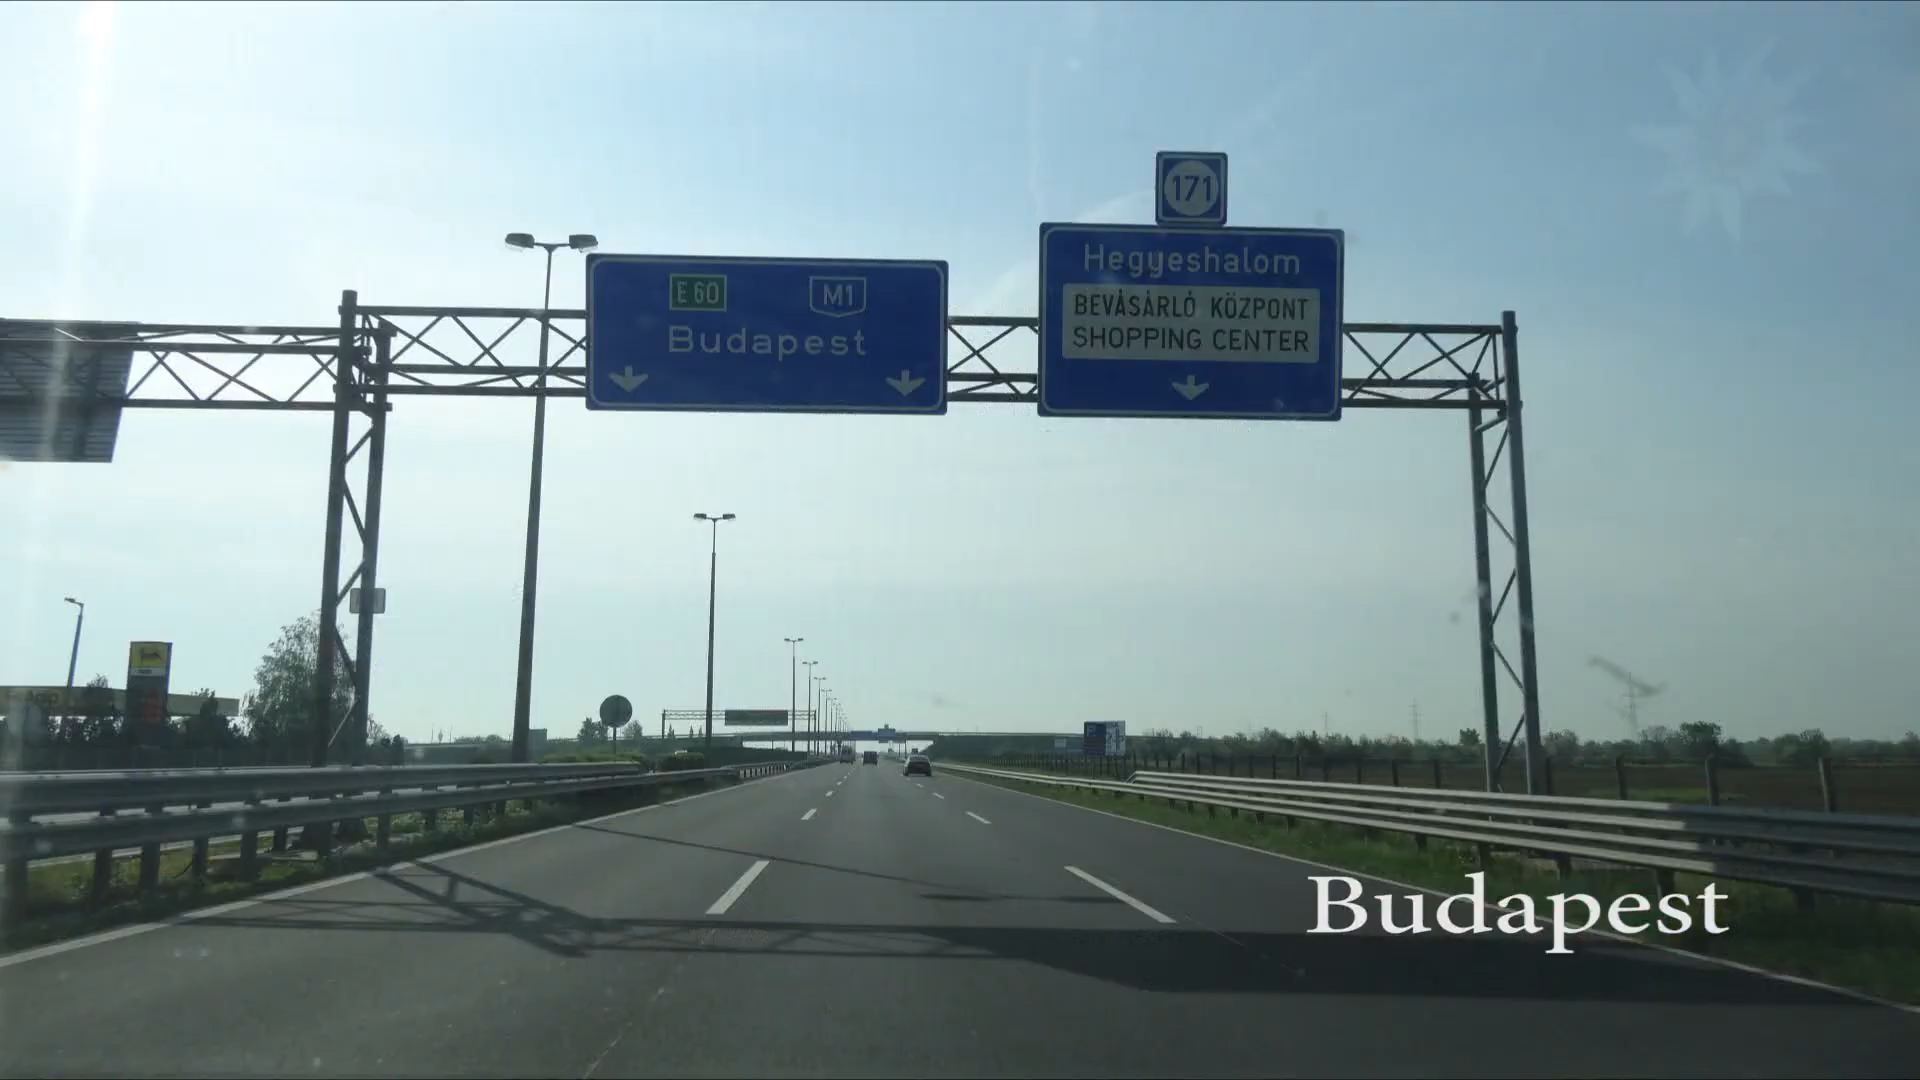 171
E 60 M1
Budapest
Hegyeshalom
BEVÁSÁRLÓ KÖZPONT
SHOPPING CENTER
Budapest